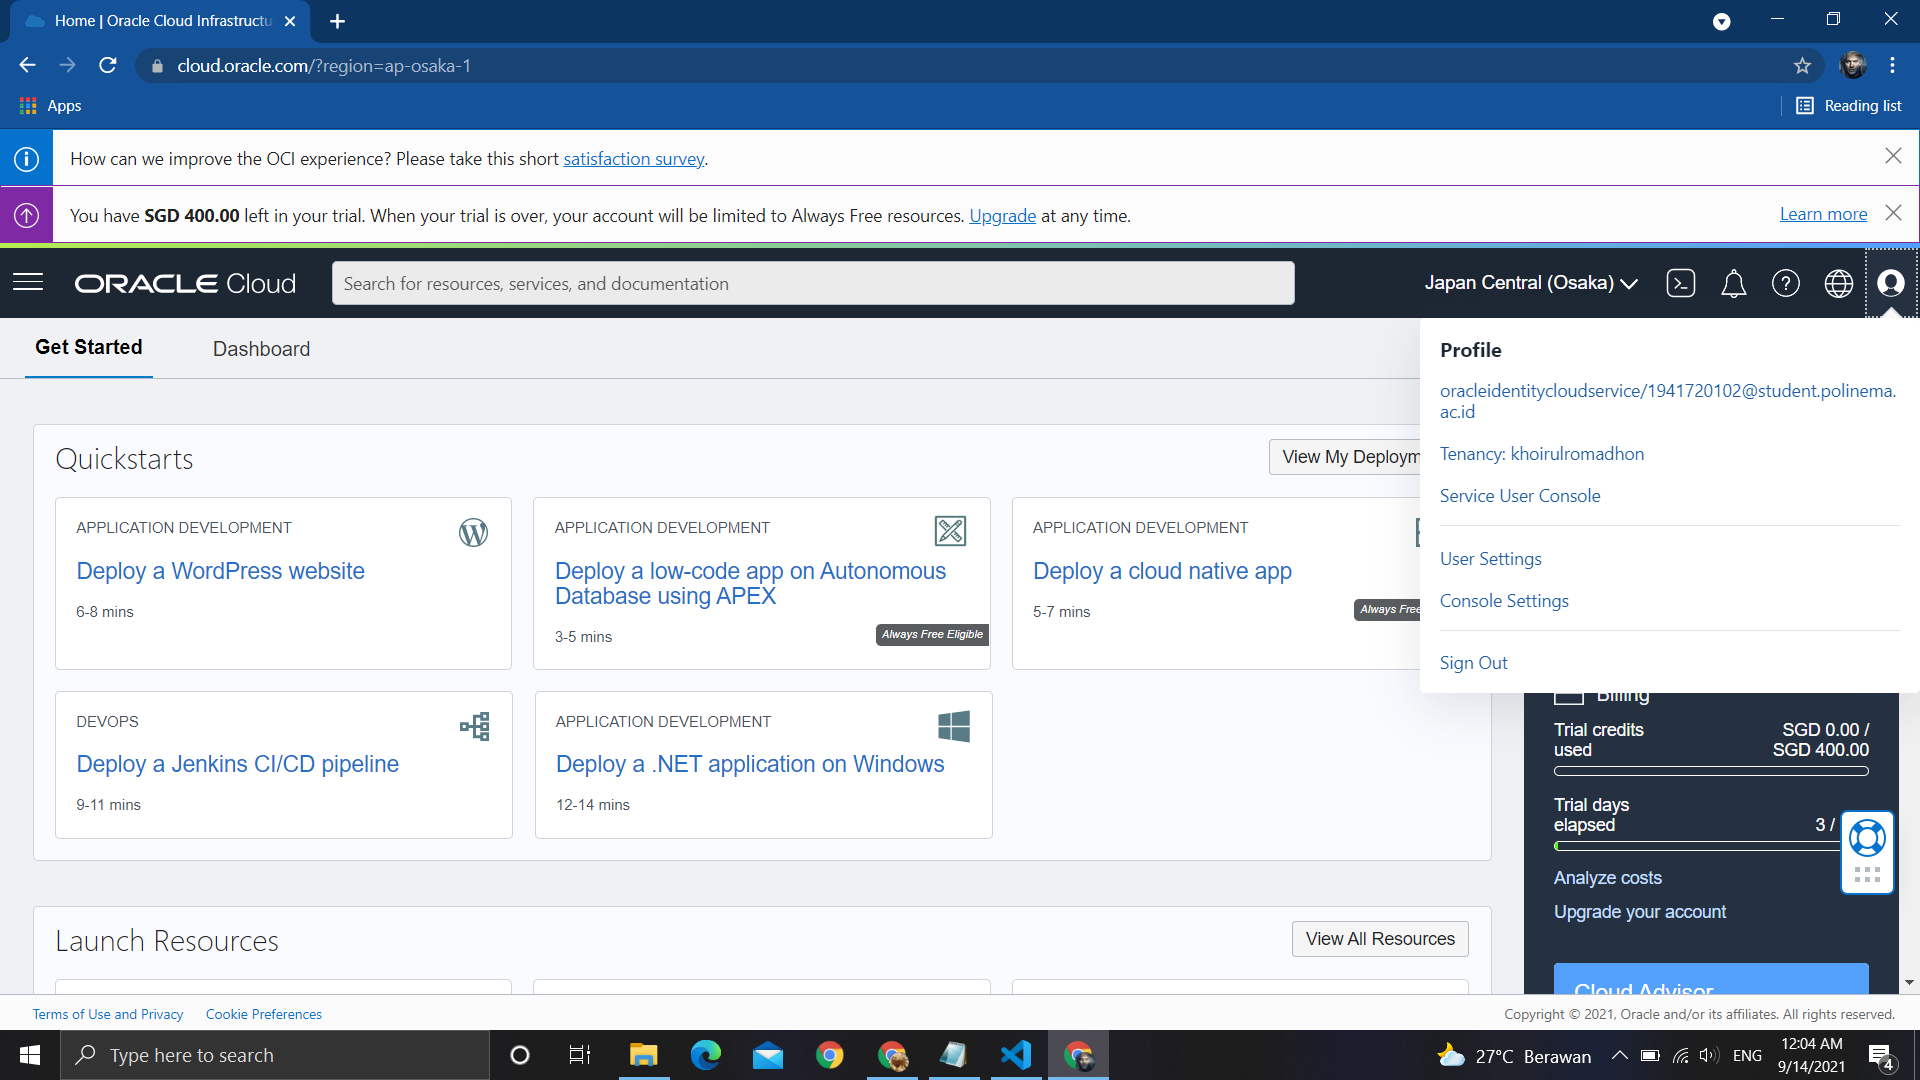 Home | Oracle Cloud Infrastructu
cloud.oracle.com/?region=ap-osaka-1
Apps
Reading list
How can we improve the OCI experience? Please take this short satisfaction survey.
You have SGD 400.00 left in your trial. When your trial is over, your account will be limited to Always Free resources. Upgrade at any time.
Learn more
ORACLE Cloud
Search for resources, services, and documentation
Japan Central (Osaka)
Get Started
Dashboard
Profile
oracleidentitycloudservice/1941720102@student.polinema.
ac.id
Tenancy: khoirulromadhon
Service User Console
User Settings
Console Settings
Sign Out
Quickstarts
View My Deploym
APPLICATION DEVELOPMENT
Deploy a WordPress website
6-8 mins
APPLICATION DEVELOPMENT
Deploy a low-code app on Autonomous
Database using APEX
3-5 mins
Always Free Eligible
APPLICATION DEVELOPMENT
Deploy a cloud native app
5-7 mins
Always Free
DEVOPS
Deploy a Jenkins CI/CD pipeline
9-11 mins
APPLICATION DEVELOPMENT
Deploy a .NET application on Windows
12-14 mins
Billing
Trial credits
used
SGD 0.00 /
SGD 400.00
Trial days
elapsed
3 /
Analyze costs
Upgrade your account
Cloud Advisor
Launch Resources
View All Resources
Terms of Use and Privacy
Cookie Preferences
Copyright © 2021, Oracle and/or its affiliates. All rights reserved.
Type here to search
27°C Berawan
ENG
12:04 AM
9/14/2021
4